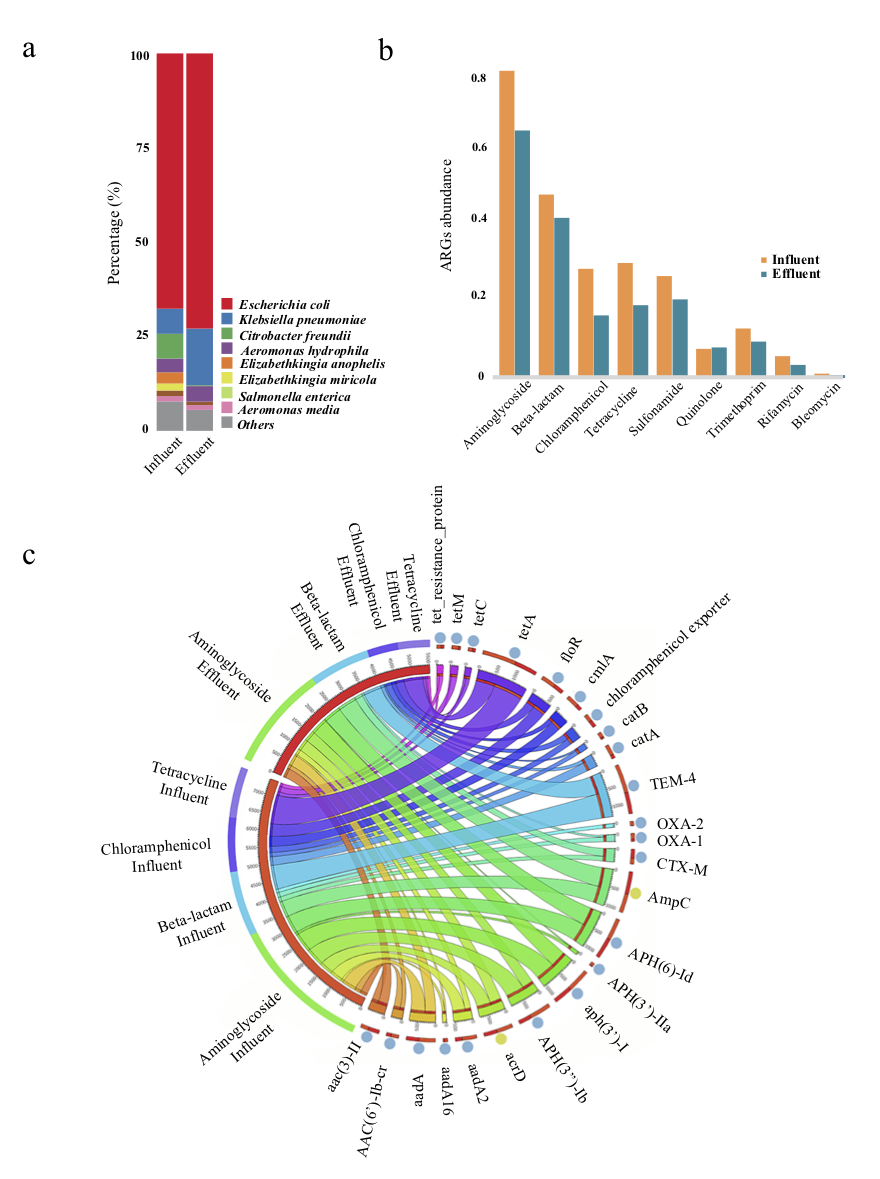 a
100
75
50
25
0
Percentage (%)
Influent
Effluent
Escherichia coli
Klebsiella pneumoniae
Citrobacter freundii
Aeromonas hydrophila
Elizabethkingia anophelis
Elizabethkingia miricola
Salmonella enterica
Aeromonas media
Others
b
0.8
0.6
0.4
0.2
0
ARGs abundance
Influent
Effluent
Aminoglycoside
Beta-lactam
Chloramphenicol
Tetracycline
Sulfonamide
Quinolone
Trimethoprim
Rifamycin
Bleomycin
c
Aminoglycoside
Effluent
Beta-lactam
Effluent
Chloramphenicol
Effluent
Tetracycline
Effluent
tet_resistance_protein
tetM
tetC
tetA
floR
cmlA
chloramphenicol exporter
catB
catA
TEM-4
OXA-2
OXA-1
CTX-M
AmpC
APH(6)-Id
APH(3’)-IIa
aph(3’)-I
APH(3’’)-Ib
acrD
aadA2
aadA16
aadA
AAC(6’)-Ib-cr
aac(3)-II
Aminoglycoside
Influent
Beta-lactam
Influent
Chloramphenicol
Influent
Tetracycline
Influent